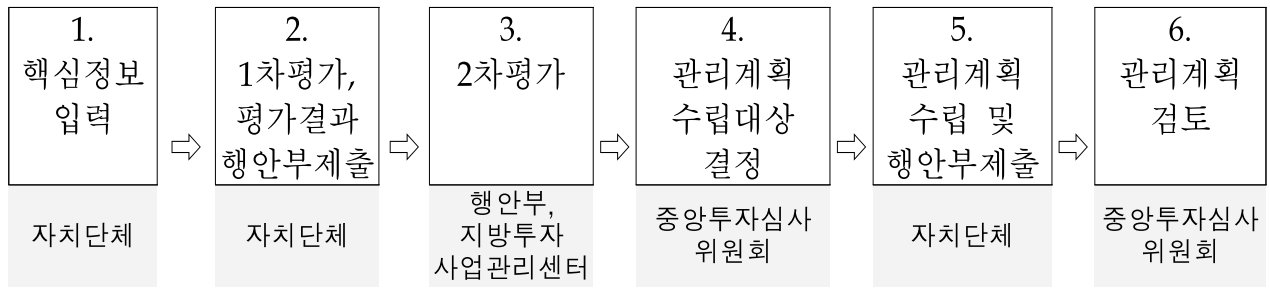 1.
핵심정보
입력
자치단체
2.
1차평가,
평가결과
행안부제출
자치단체
3.
2차평가
행안부,
지방투자
사업관리센터
4.
관리계획
수립대상
결정
중앙투자심사
위원회
5.
관리계획
수립 및
행안부제출
자치단체
6.
관리계획
검토
중앙투자심사
위원회